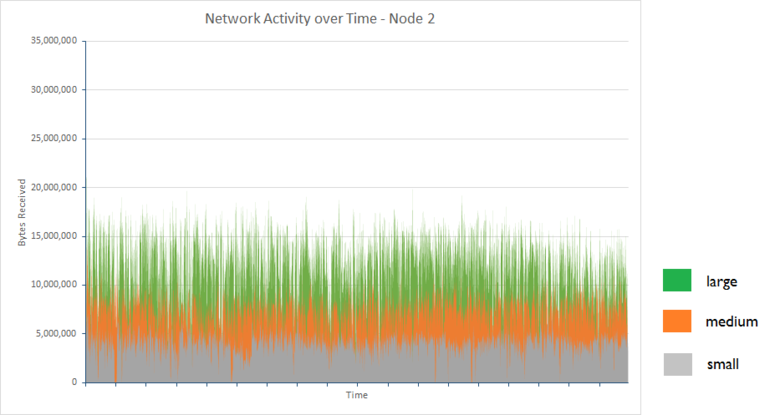 Network Activity over Time - Node 2
35,000,000
30,000,000
25,000,000
20,000,000
15,000,000
10,000,000
5,000,000
0
Bytes Received
Time
large
medium
small